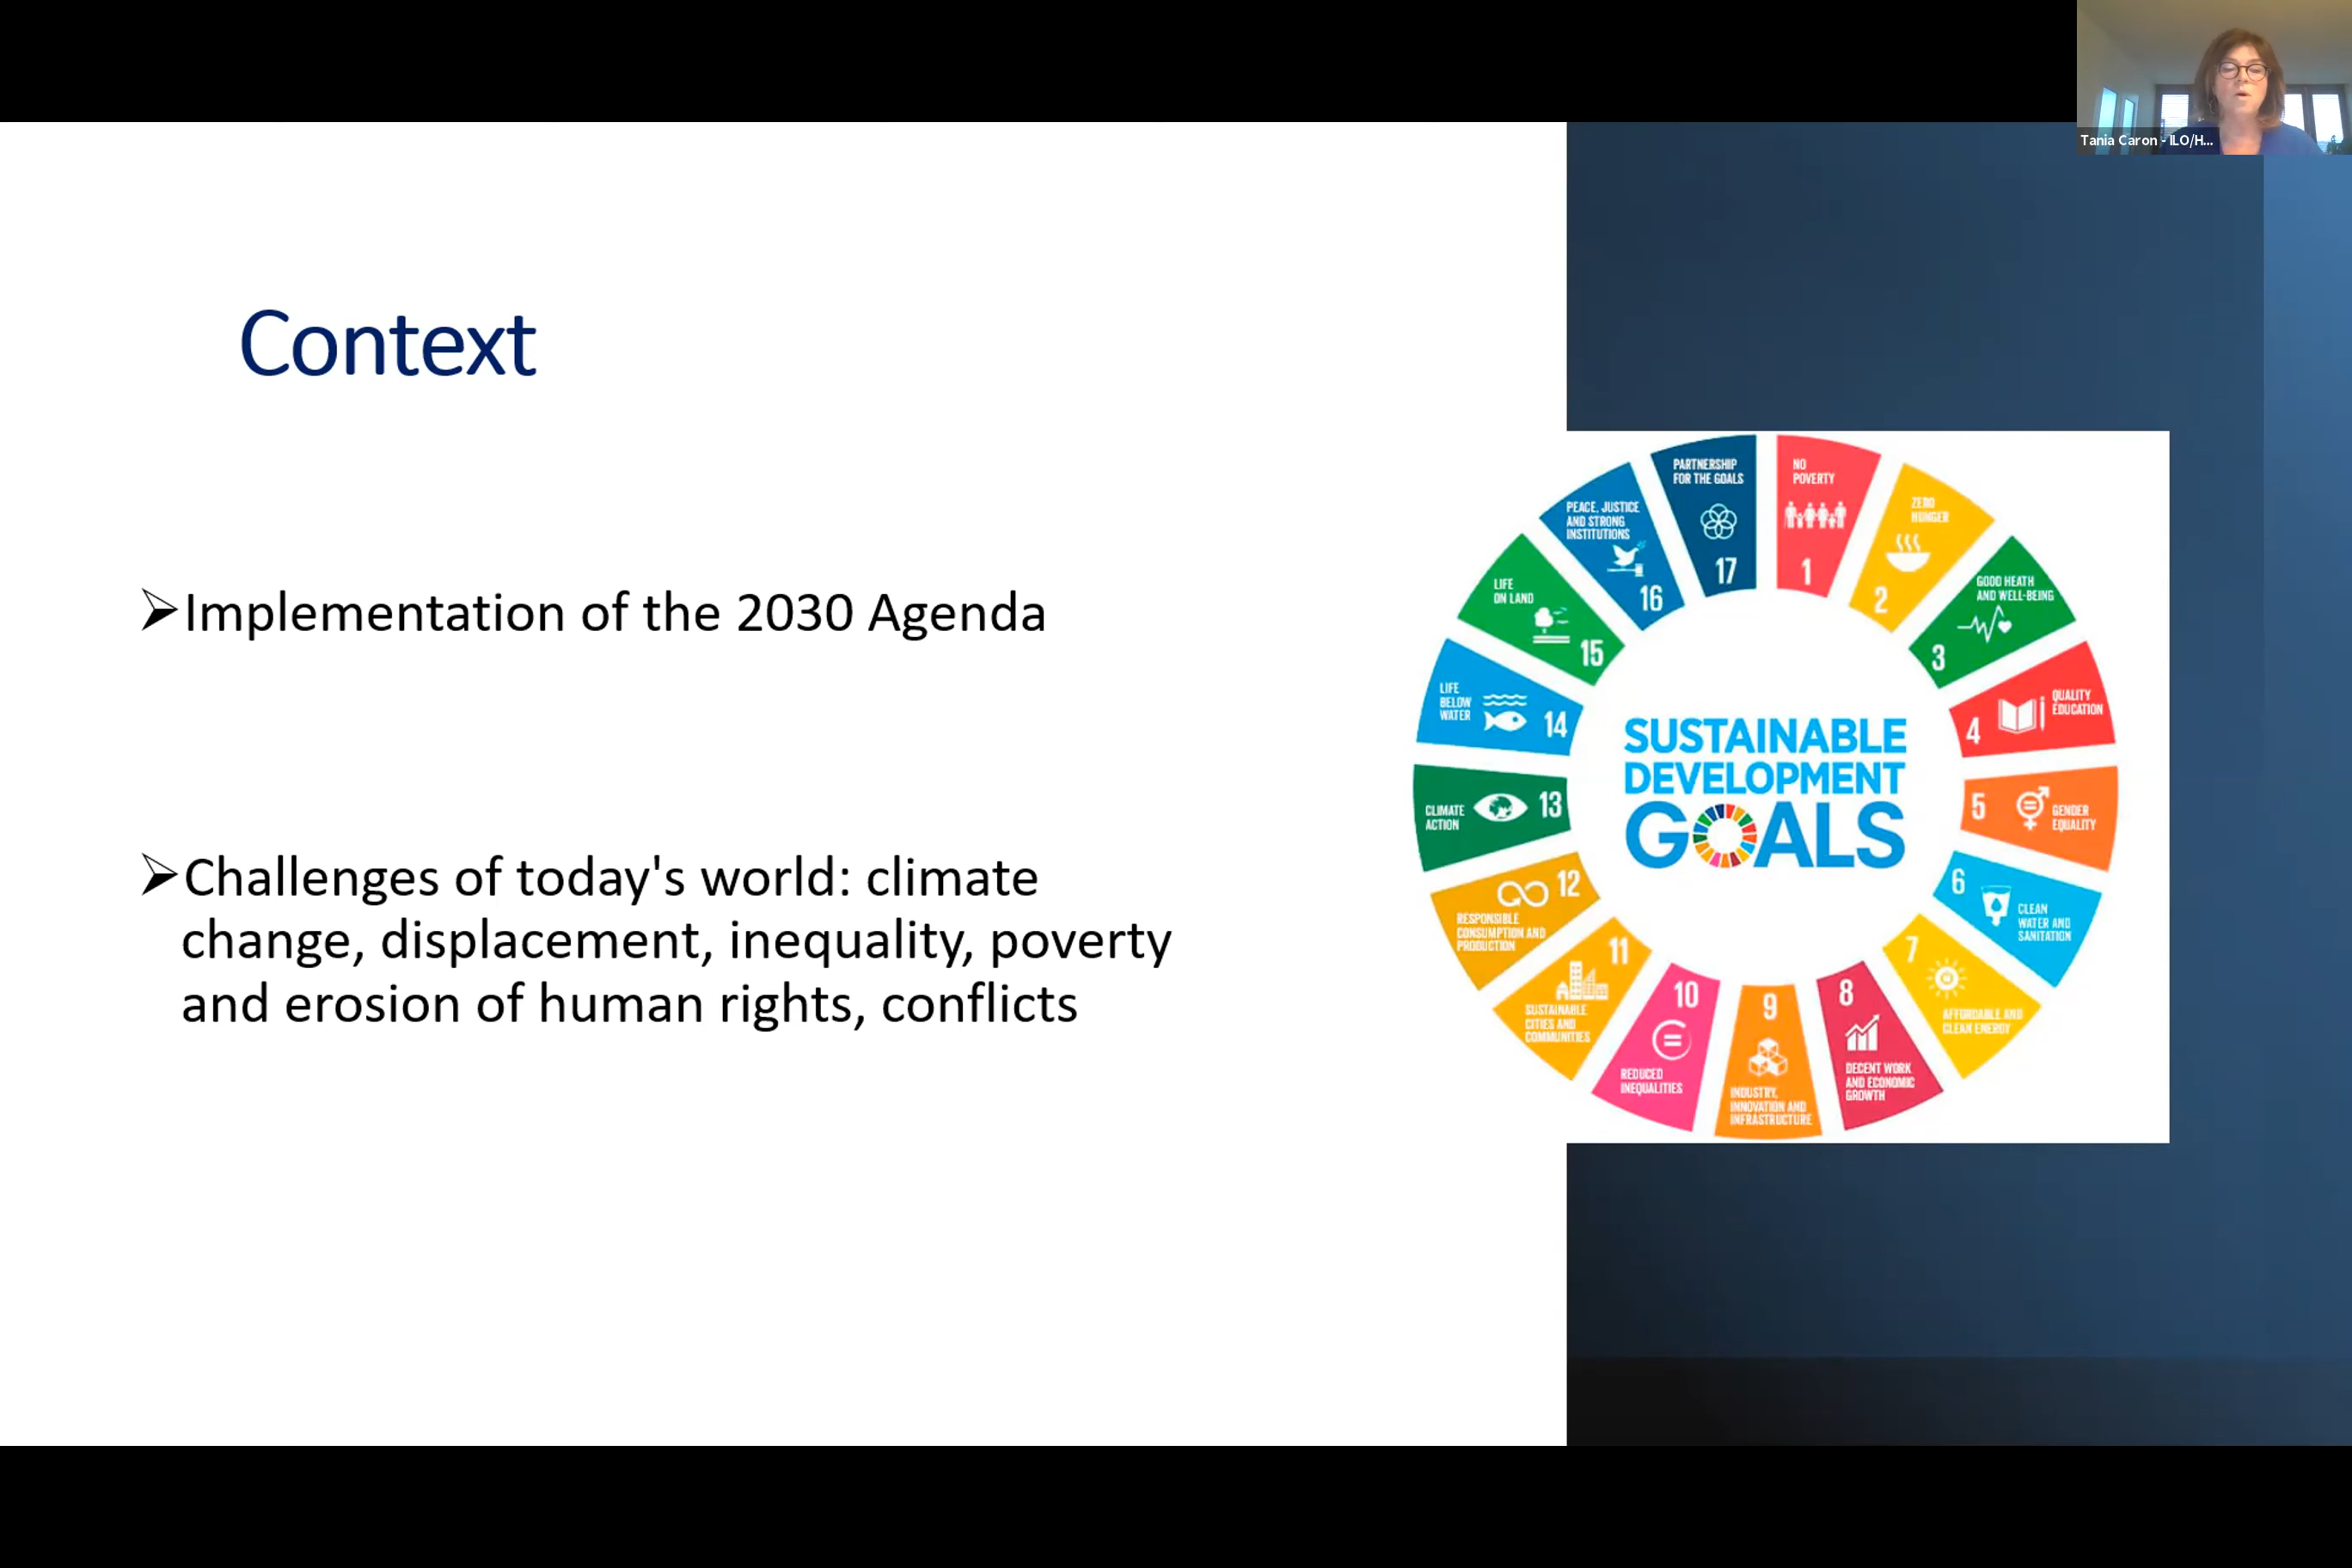 Tania Caron - ILO/H...
Context
➢Implementation of the 2030 Agenda
➢Challenges of today's world: climate
change, displacement, inequality, poverty
and erosion of human rights, conflicts
SUSTAINABLE
DEVELOPMENT
GOALS
NO
POVERTY
1
ZERO
HUNGER
2
GOOD HEATH
AND WELL-BEING
3
QUALITY
EDUCATION
4
5
GENDER
EQUALITY
6
CLEAN
WATER AND
SANITATION
7
AFFORDABLE AND
CLEAN ENERGY
8
DECENT WORK
AND ECONOMIC
GROWTH
9
INDUSTRY,
INNOVATION AND
INFRASTRUCTURE
10
REDUCED
INEQUALITIES
11
SUSTAINABLE
CITIES AND
COMMUNITIES
12
RESPONSIBLE
CONSUMPTION AND
PRODUCTION
CLIMATE
ACTION
13
LIFE
BELOW
WATER
14
LIFE
ON LAND
15
PEACE, JUSTICE
AND STRONG
INSTITUTIONS
16
PARTNERSHIP
FOR THE GOALS
17